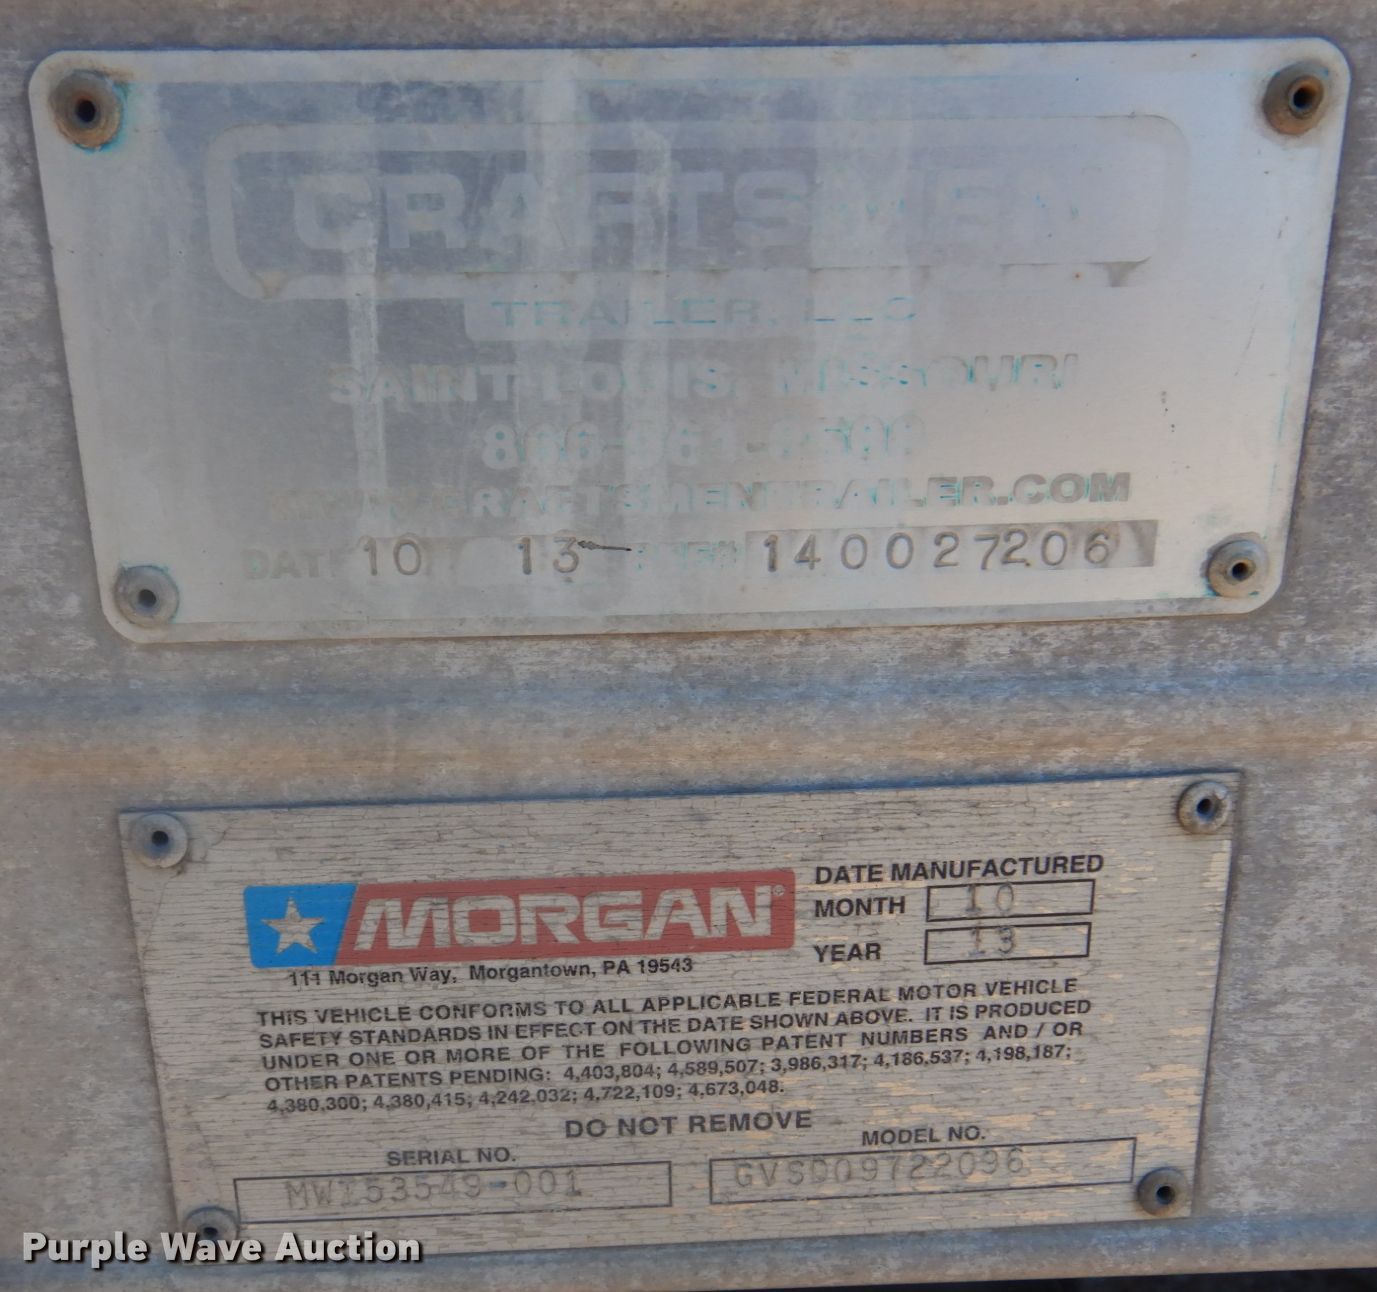 CRAFTSMEN
TRAILER, LLC
SAINT LOUIS, MISSOURI
WWW.CRAFTSMENTRAILER.COM
DATE 10 13 140027206
MORGAN®
DATE MANUFACTURED
MONTH 10
YEAR 13
111 Morgan Way, Morgantown, PA 19543
THIS VEHICLE CONFORMS TO ALL APPLICABLE FEDERAL MOTOR VEHICLE
SAFETY STANDARDS IN EFFECT ON THE DATE SHOWN ABOVE. IT IS PRODUCED
UNDER ONE OR MORE OF THE FOLLOWING PATENT NUMBERS AND / OR
OTHER PATENTS PENDING: 4,403,804; 4,589,507; 3,986,317; 4,186,537; 4,198,187;
4,380,300; 4,380,415; 4,242,032; 4,722,109; 4,673,048.
DO NOT REMOVE
SERIAL NO.
MODEL NO.
MWI53549-001
GVSD09722096
Purple Wave Auction